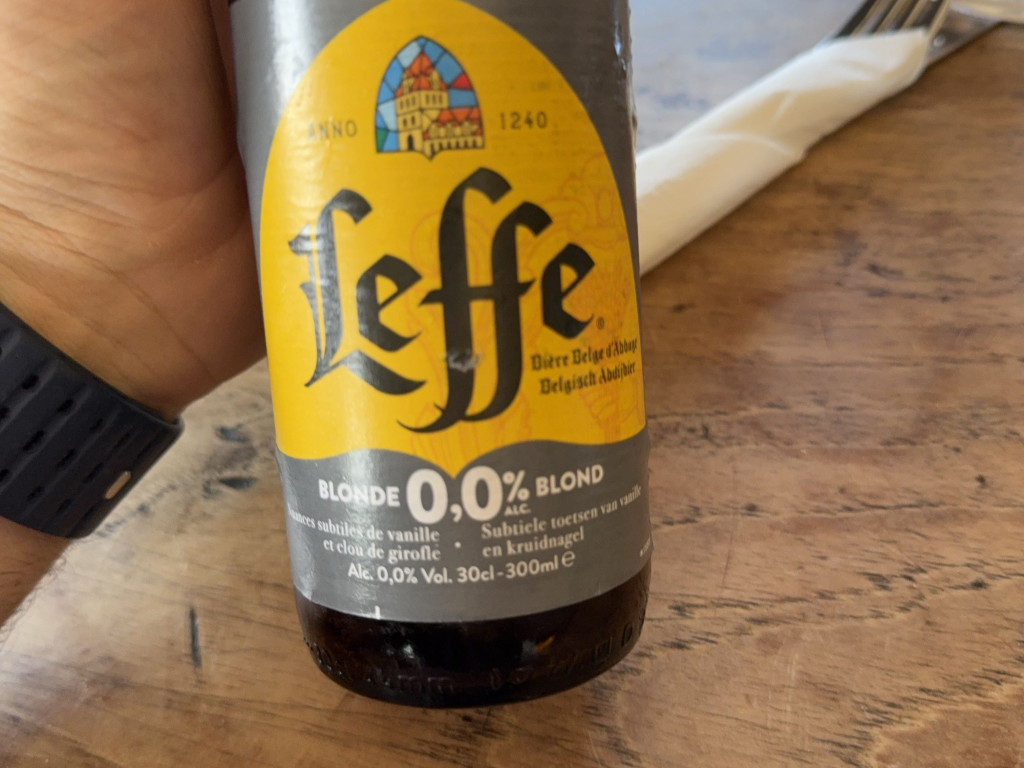 ANNO 1240
Leffe®
Bière Belge d'Abbaye
Belgisch Abdijbier
BLONDE 0,0% ALC. BLOND
subtiles de vanille
et clou de girofle
•
Subtiele toetsen van vanille
en kruidnagel
Alc. 0,0% Vol. 30cl-300ml ℮